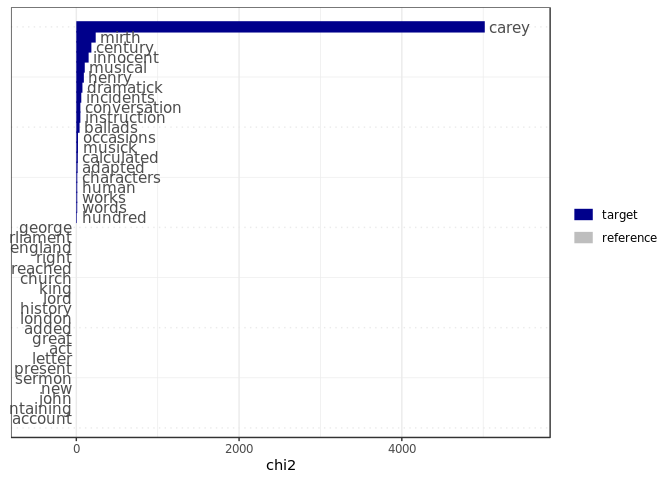 carey
mirth
century
innocent
musical
henry
dramatick
incidents
conversation
instruction
ballads
occasions
musick
calculated
adapted
characters
human
works
words
hundred
george
rliament
england
right
reached
church
king
lord
history
london
added
great
act
letter
present
sermon
new
john
ntaining
account
target
reference
0 2000 4000
chi2